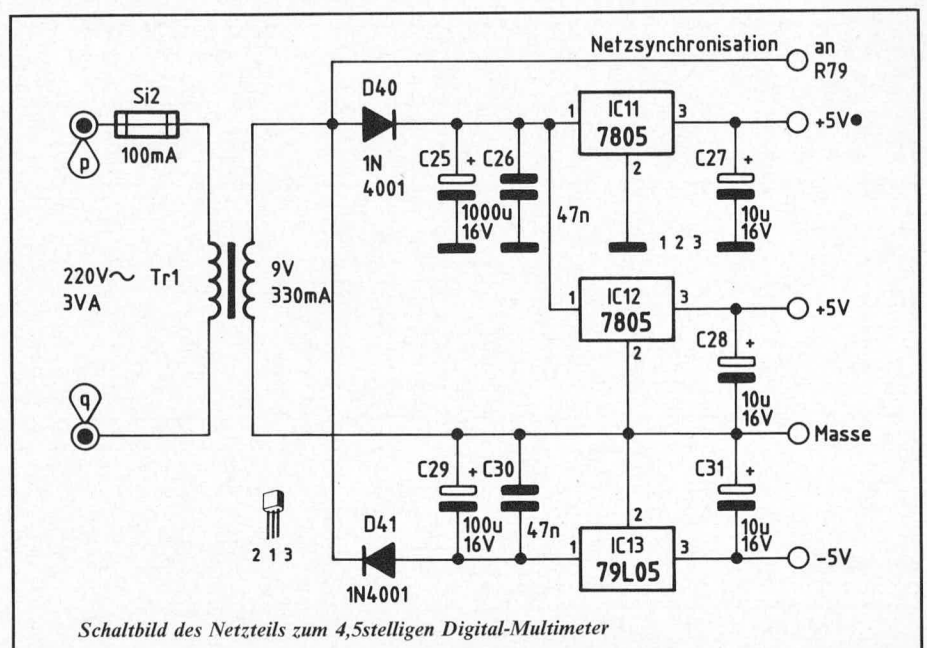 Netzsynchronisation
an
R79
Si2
100mA
p
D40
1N
4001
1
IC11
7805
3
2
+5V●
C25
+
1000u
16V
C26
47n
C27
+
10u
16V
1 2 3
220V~
3VA
Tr1
9V
330mA
1
IC12
7805
3
2
+5V
C28
+
10u
16V
q
Masse
C29
+
100u
16V
C30
47n
C31
+
10u
16V
2 1 3
D41
1N4001
1
2
IC13
79L05
3
-5V
Schaltbild des Netzteils zum 4,5stelligen Digital-Multimeter